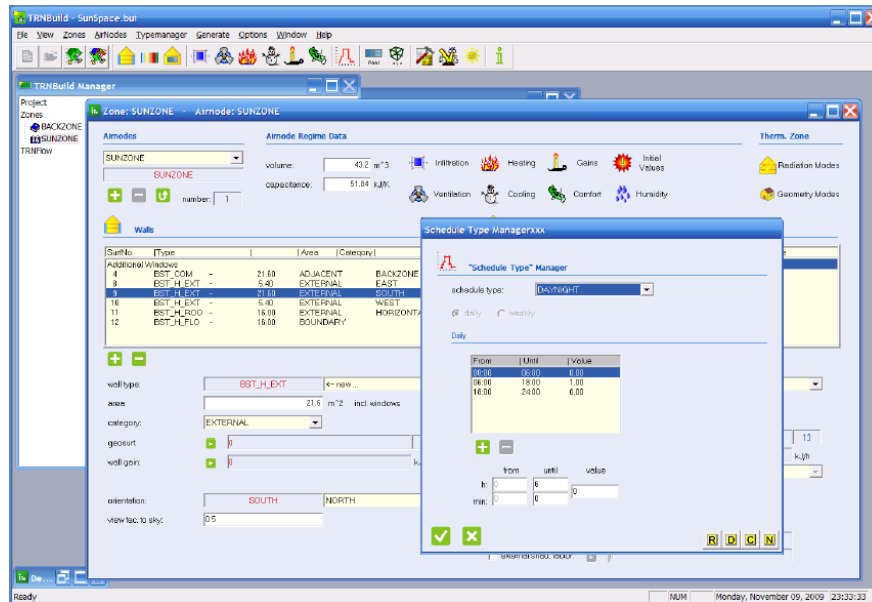 TRNBuild - SunSpace.bui
File View Zones AirNodes Typemanager Generate Options Window Help
TRNBuild Manager
Project
Zones
BACKZONE
SUNZONE
TRNFlow
Zone: SUNZONE - Airnode: SUNZONE
Airnodes
Airnode Regime Data
Therm. Zone
SUNZONE
SUNZONE
number: 1
volume: 43.2 m^3
capacitance: 51.84 kJ/K
Infiltration Heating Gains Initial Values
Ventilation Cooling Comfort Humidity
Radiation Modes
Geometry Modes
Walls
SurfNo. |Type | |Area |Category|
Additional Windows
4 BST_COM - 21.60 ADJACENT BACKZONE
8 BST_H_EXT - 5.40 EXTERNAL EAST
9 BST_H_EXT - 21.60 EXTERNAL SOUTH
10 BST_H_EXT - 5.40 EXTERNAL WEST
11 BST_H_ROO - 16.00 EXTERNAL HORIZONTA
12 BST_H_FLO - 16.00 BOUNDARY
wall type: BST_H_EXT <-- new ...
area: 21.6 m^2 incl. windows
category: EXTERNAL
geosurf: 0
wall gain: 0
orientation: SOUTH NORTH
view fac. to sky: 0.5
Schedule Type Managerxxx
"Schedule Type" Manager
schedule type: DAYNIGHT
daily weekly
Daily
From |Until |Value
00:00 06:00 0.00
06:00 18:00 1.00
18:00 24:00 0.00
from until value
h: 0 6 0
min: 0 0
R D C N
13
kJ/h
De...
Ready
NUM
Monday, November 09, 2009 23:33:33